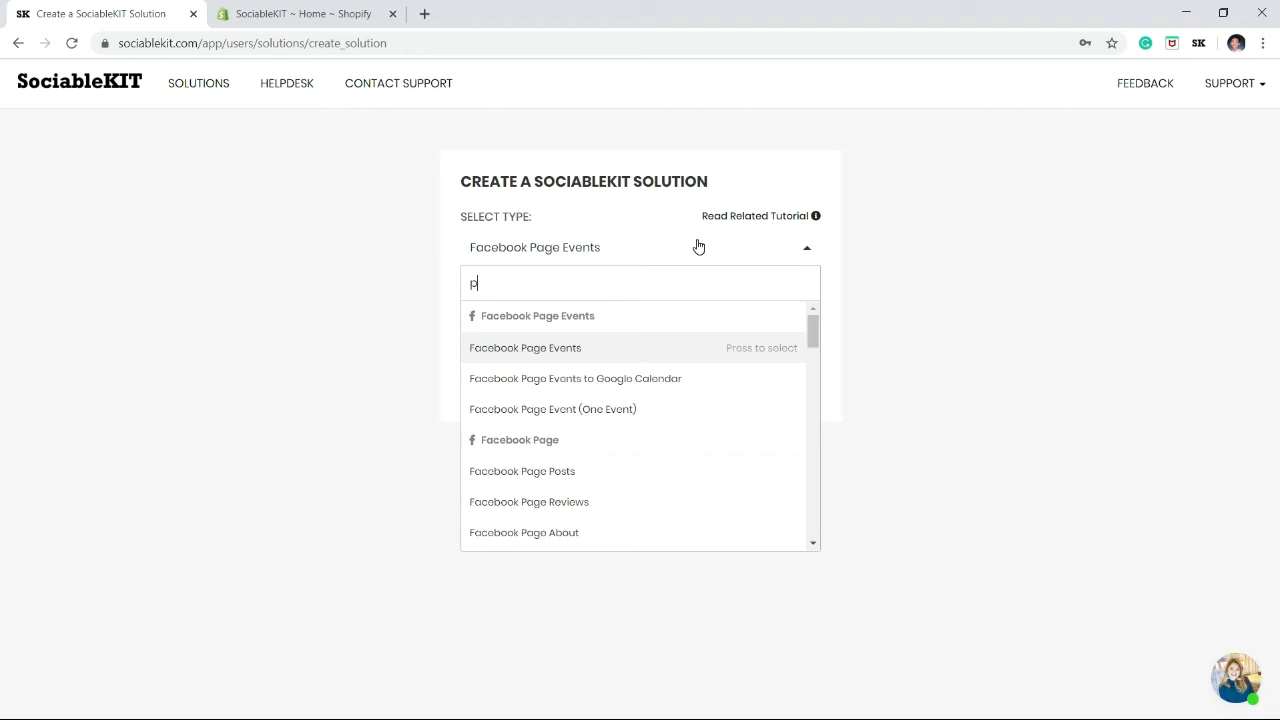 SK Create a SociableKIT Solution
SociableKIT ~ Home ~ Shopify
sociablekit.com/app/users/solutions/create_solution
SK
SociableKIT SOLUTIONS HELPDESK CONTACT SUPPORT FEEDBACK SUPPORT
CREATE A SOCIABLEKIT SOLUTION
SELECT TYPE: Read Related Tutorial
Facebook Page Events
p
Facebook Page Events
Facebook Page Events Press to select
Facebook Page Events to Google Calendar
Facebook Page Event (One Event)
Facebook Page
Facebook Page Posts
Facebook Page Reviews
Facebook Page About